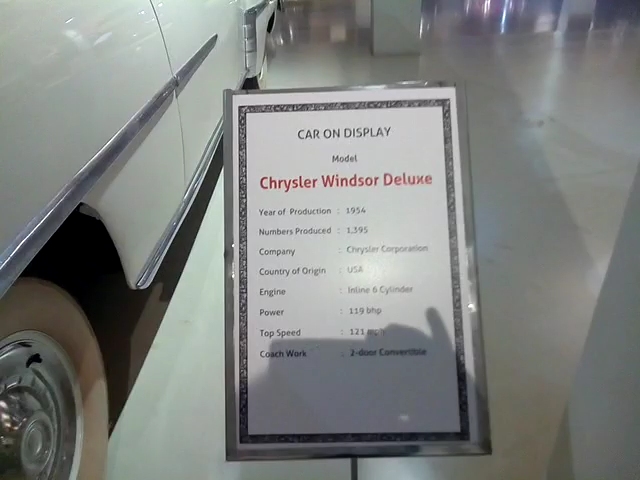 CAR ON DISPLAY
Model
Chrysler Windsor Deluxe
Year of Production : 1954
Numbers Produced : 1,395
Company : Chrysler Corporation
Country of Origin : USA
Engine : Inline 6 Cylinder
Power : 119 bhp
Top Speed : 121 mph
Coach Work : 2-door Convertible